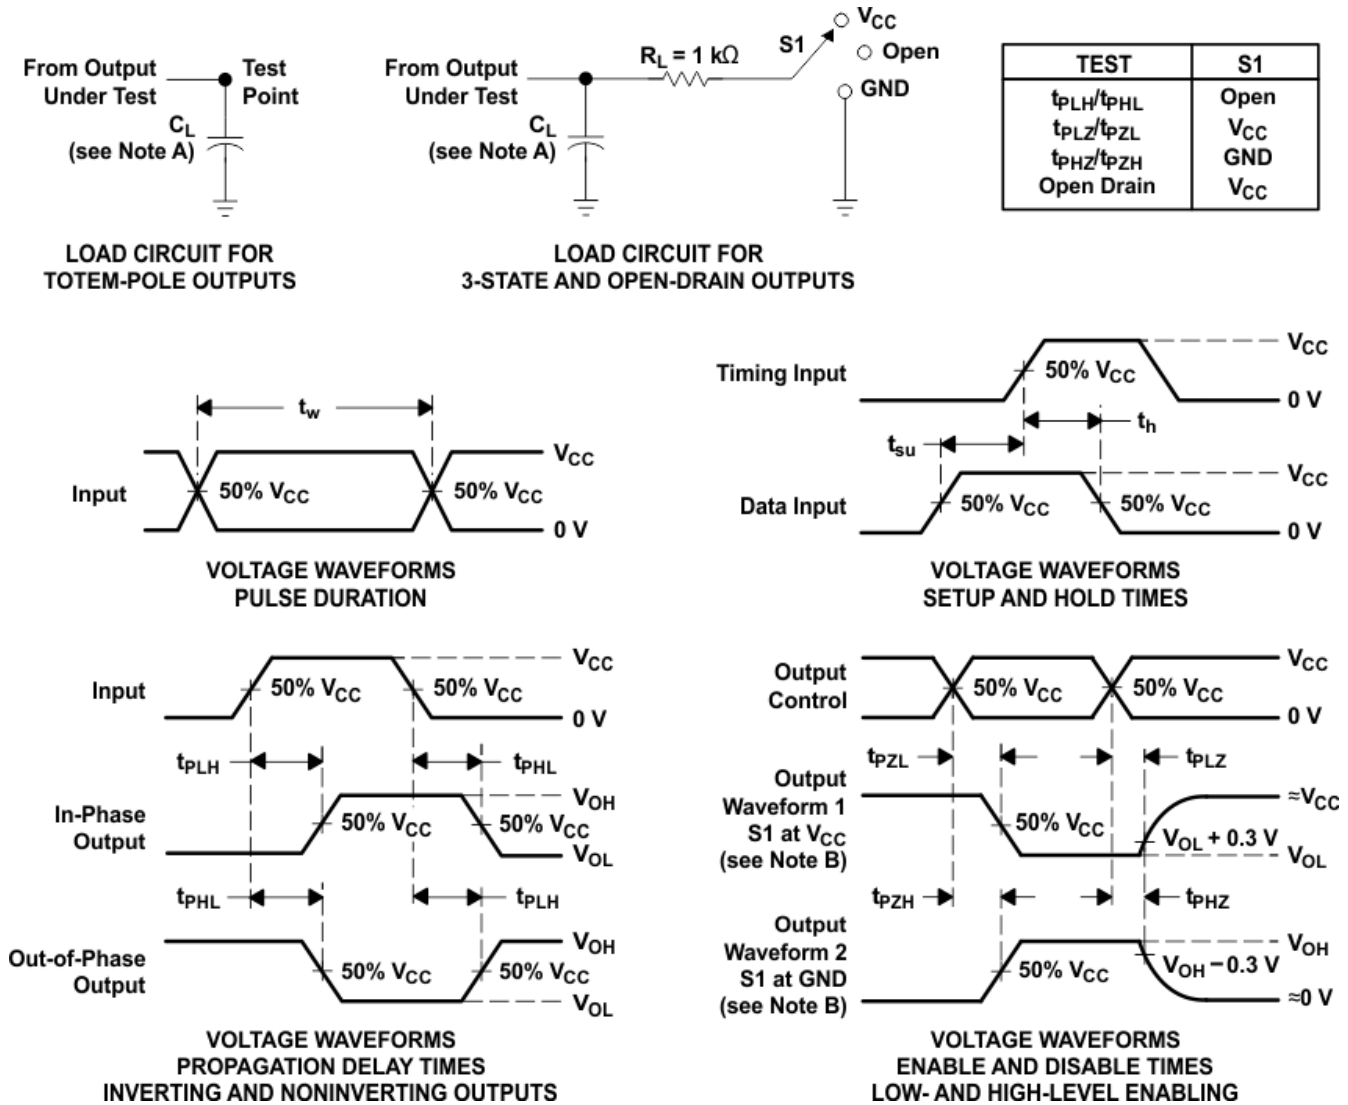 From Output
Under Test
Test
Point
CL
(see Note A)
LOAD CIRCUIT FOR
TOTEM-POLE OUTPUTS
From Output
Under Test
CL
(see Note A)
RL = 1 kΩ
S1
VCC
Open
GND
LOAD CIRCUIT FOR
3-STATE AND OPEN-DRAIN OUTPUTS
TEST S1
tPLH/tPHL Open
tPLZ/tPZL VCC
tPHZ/tPZH GND
Open Drain VCC
tw
Input
50% VCC
50% VCC
VCC
0 V
VOLTAGE WAVEFORMS
PULSE DURATION
Timing Input
50% VCC
VCC
0 V
th
tsu
Data Input
50% VCC
50% VCC
VCC
0 V
VOLTAGE WAVEFORMS
SETUP AND HOLD TIMES
Input
50% VCC
50% VCC
VCC
0 V
tPLH
tPHL
In-Phase
Output
50% VCC
50% VCC
VOH
VOL
tPHL
tPLH
Out-of-Phase
Output
50% VCC
50% VCC
VOH
VOL
VOLTAGE WAVEFORMS
PROPAGATION DELAY TIMES
INVERTING AND NONINVERTING OUTPUTS
Output
Control
50% VCC
50% VCC
VCC
0 V
tPZL
tPLZ
Output
Waveform 1
S1 at VCC
(see Note B)
50% VCC
VOL + 0.3 V
≈VCC
VOL
tPZH
tPHZ
Output
Waveform 2
S1 at GND
(see Note B)
50% VCC
VOH − 0.3 V
VOH
≈0 V
VOLTAGE WAVEFORMS
ENABLE AND DISABLE TIMES
LOW- AND HIGH-LEVEL ENABLING